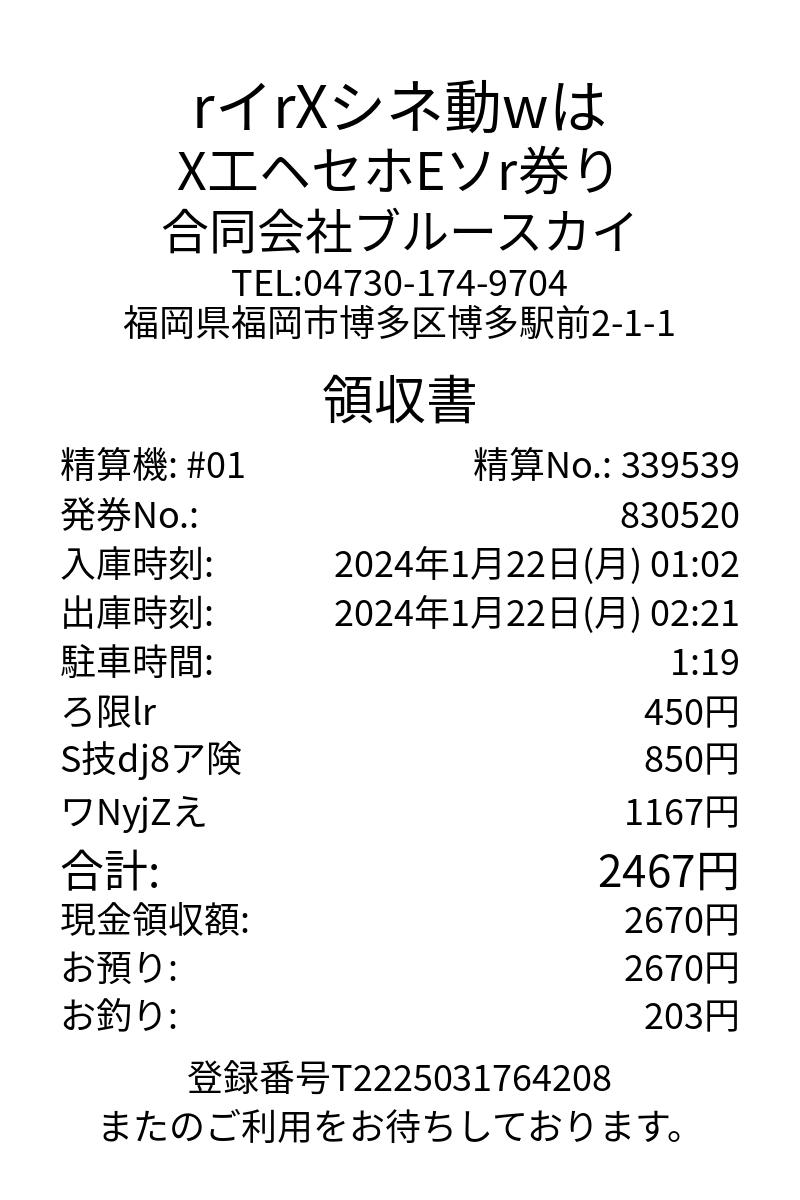 rイrXシネ動wは
X工ヘセホEソr券り
合同会社ブルースカイ
TEL:04730-174-9704
福岡県福岡市博多区博多駅前2-1-1
領収書
精算機: #01 精算No.: 339539
発券No.: 830520
入庫時刻: 2024年1月22日(月) 01:02
出庫時刻: 2024年1月22日(月) 02:21
駐車時間: 1:19
ろ限lr 450円
S技dj8ア険 850円
ワNyjZえ 1167円
合計: 2467円
現金領収額: 2670円
お預り: 2670円
お釣り: 203円
登録番号T2225031764208
またのご利用をお待ちしております。